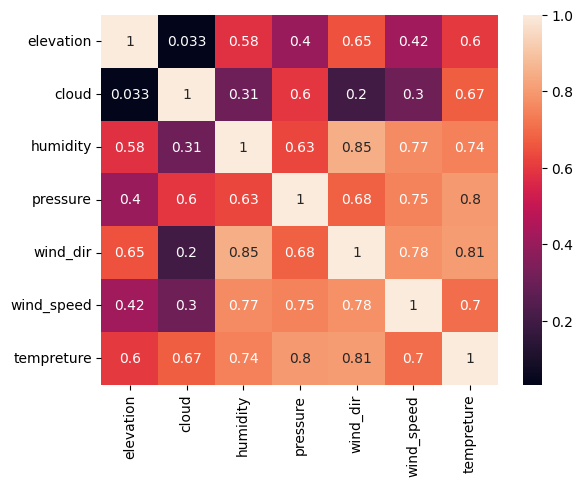 elevation 1 0.033 0.58 0.4 0.65 0.42 0.6
cloud 0.033 1 0.31 0.6 0.2 0.3 0.67
humidity 0.58 0.31 1 0.63 0.85 0.77 0.74
pressure 0.4 0.6 0.63 1 0.68 0.75 0.8
wind_dir 0.65 0.2 0.85 0.68 1 0.78 0.81
wind_speed 0.42 0.3 0.77 0.75 0.78 1 0.7
tempreture 0.6 0.67 0.74 0.8 0.81 0.7 1
elevation
cloud
humidity
pressure
wind_dir
wind_speed
tempreture
1.0
0.8
0.6
0.4
0.2